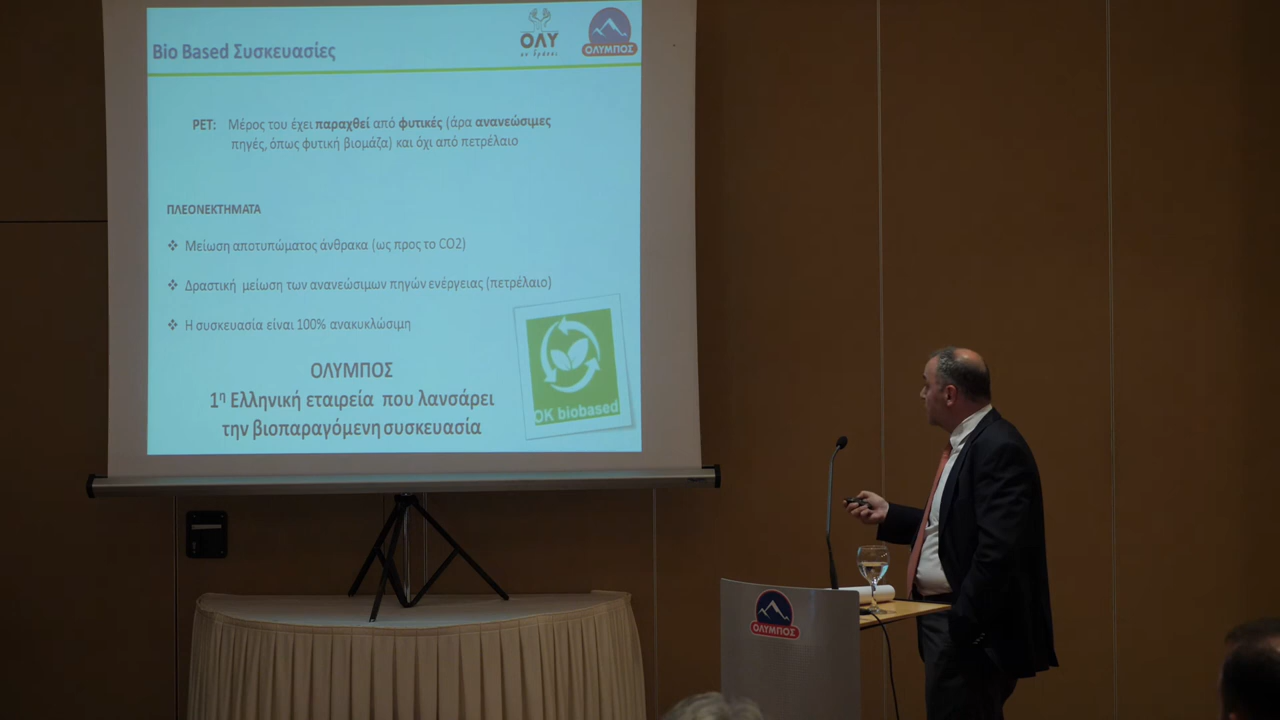 Bio Based Συσκευασίες
ΟΛΥ
εν δράσει
ΟΛΥΜΠΟΣ
PET: Μέρος του έχει παραχθεί από φυτικές (άρα ανανεώσιμες
πηγές, όπως φυτική βιομάζα) και όχι από πετρέλαιο
ΠΛΕΟΝΕΚΤΗΜΑΤΑ
❖ Μείωση αποτυπώματος άνθρακα (ως προς το CO2)
❖ Δραστική μείωση των ανανεώσιμων πηγών ενέργειας (πετρέλαιο)
❖ Η συσκευασία είναι 100% ανακυκλώσιμη
ΟΛΥΜΠΟΣ
1η Ελληνική εταιρεία που λανσάρει
την βιοπαραγόμενη συσκευασία
OK biobased
ΟΛΥΜΠΟΣ